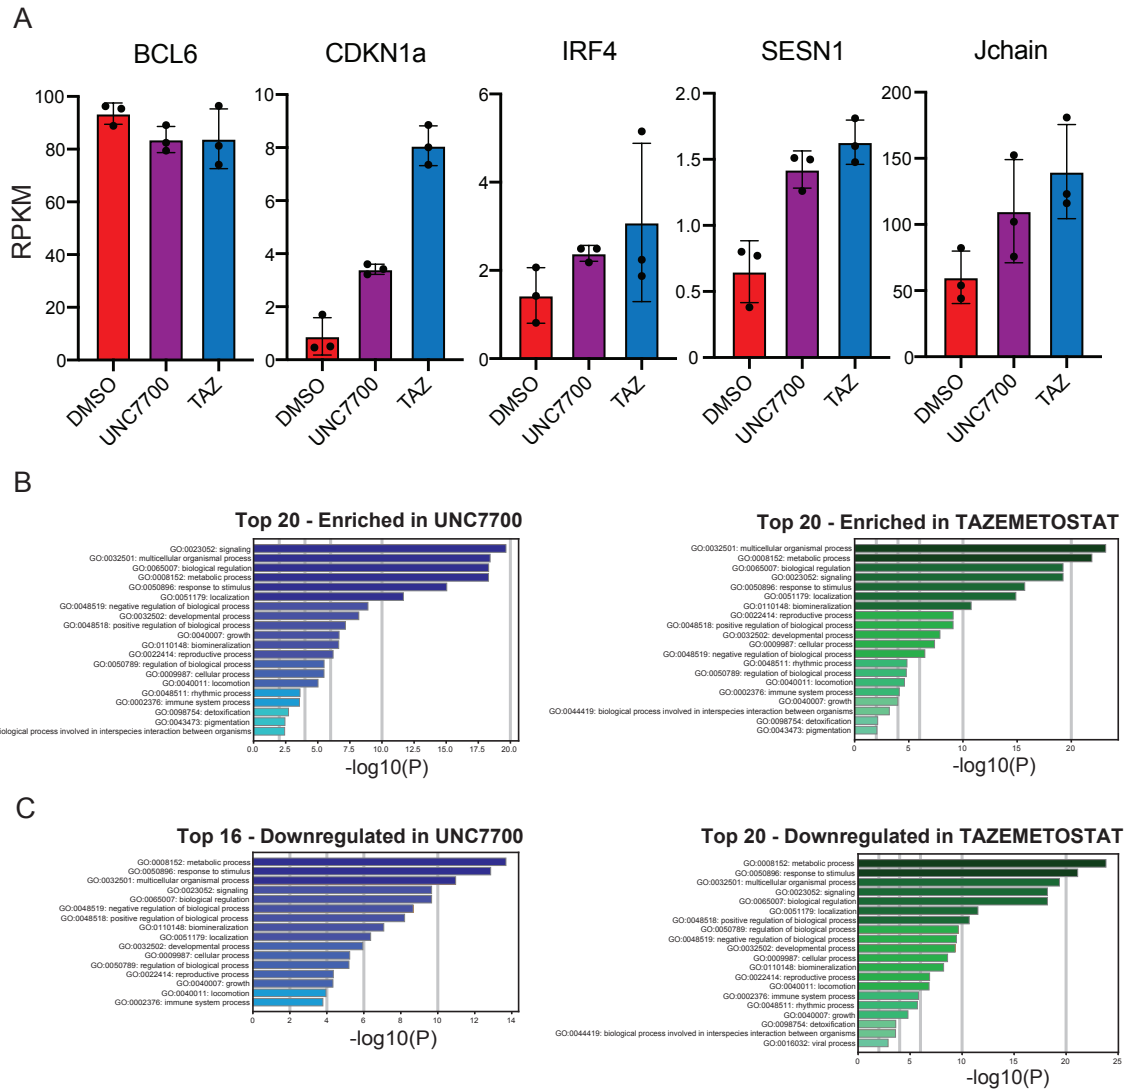 A
BCL6
CDKN1a
IRF4
SESN1
Jchain
RPKM
100
80
60
40
20
0
10
8
6
4
2
0
6
4
2
0
2.0
1.5
1.0
0.5
0
200
150
100
50
0
DMSO
UNC7700
TAZ
DMSO
UNC7700
TAZ
DMSO
UNC7700
TAZ
DMSO
UNC7700
TAZ
DMSO
UNC7700
TAZ
B
Top 20 - Enriched in UNC7700
GO:0023052: signaling
GO:0032501: multicellular organismal process
GO:0065007: biological regulation
GO:0008152: metabolic process
GO:0050896: response to stimulus
GO:0051179: localization
GO:0048519: negative regulation of biological process
GO:0032502: developmental process
GO:0048518: positive regulation of biological process
GO:0040007: growth
GO:0110148: biomineralization
GO:0022414: reproductive process
GO:0050789: regulation of biological process
GO:0009987: cellular process
GO:0040011: locomotion
GO:0048511: rhythmic process
GO:0002376: immune system process
GO:0098754: detoxification
GO:0043473: pigmentation
iological process involved in interspecies interaction between organisms
0.0 2.5 5.0 7.5 10.0 12.5 15.0 17.5 20.0
-log10(P)
Top 20 - Enriched in TAZEMETOSTAT
GO:0032501: multicellular organismal process
GO:0008152: metabolic process
GO:0065007: biological regulation
GO:0023052: signaling
GO:0050896: response to stimulus
GO:0051179: localization
GO:0110148: biomineralization
GO:0022414: reproductive process
GO:0048518: positive regulation of biological process
GO:0032502: developmental process
GO:0009987: cellular process
GO:0048519: negative regulation of biological process
GO:0048511: rhythmic process
GO:0050789: regulation of biological process
GO:0040011: locomotion
GO:0002376: immune system process
GO:0040007: growth
GO:0044419: biological process involved in interspecies interaction between organisms
GO:0098754: detoxification
GO:0043473: pigmentation
0 5 10 15 20
-log10(P)
C
Top 16 - Downregulated in UNC7700
GO:0008152: metabolic process
GO:0050896: response to stimulus
GO:0032501: multicellular organismal process
GO:0023052: signaling
GO:0065007: biological regulation
GO:0048519: negative regulation of biological process
GO:0048518: positive regulation of biological process
GO:0110148: biomineralization
GO:0051179: localization
GO:0032502: developmental process
GO:0009987: cellular process
GO:0050789: regulation of biological process
GO:0022414: reproductive process
GO:0040007: growth
GO:0040011: locomotion
GO:0002376: immune system process
0 2 4 6 8 10 12 14
-log10(P)
Top 20 - Downregulated in TAZEMETOSTAT
GO:0008152: metabolic process
GO:0050896: response to stimulus
GO:0032501: multicellular organismal process
GO:0023052: signaling
GO:0065007: biological regulation
GO:0051179: localization
GO:0048518: positive regulation of biological process
GO:0050789: regulation of biological process
GO:0048519: negative regulation of biological process
GO:0032502: developmental process
GO:0009987: cellular process
GO:0110148: biomineralization
GO:0022414: reproductive process
GO:0040011: locomotion
GO:0002376: immune system process
GO:0048511: rhythmic process
GO:0040007: growth
GO:0098754: detoxification
GO:0044419: biological process involved in interspecies interaction between organisms
GO:0016032: viral process
0 5 10 15 20 25
-log10(P)